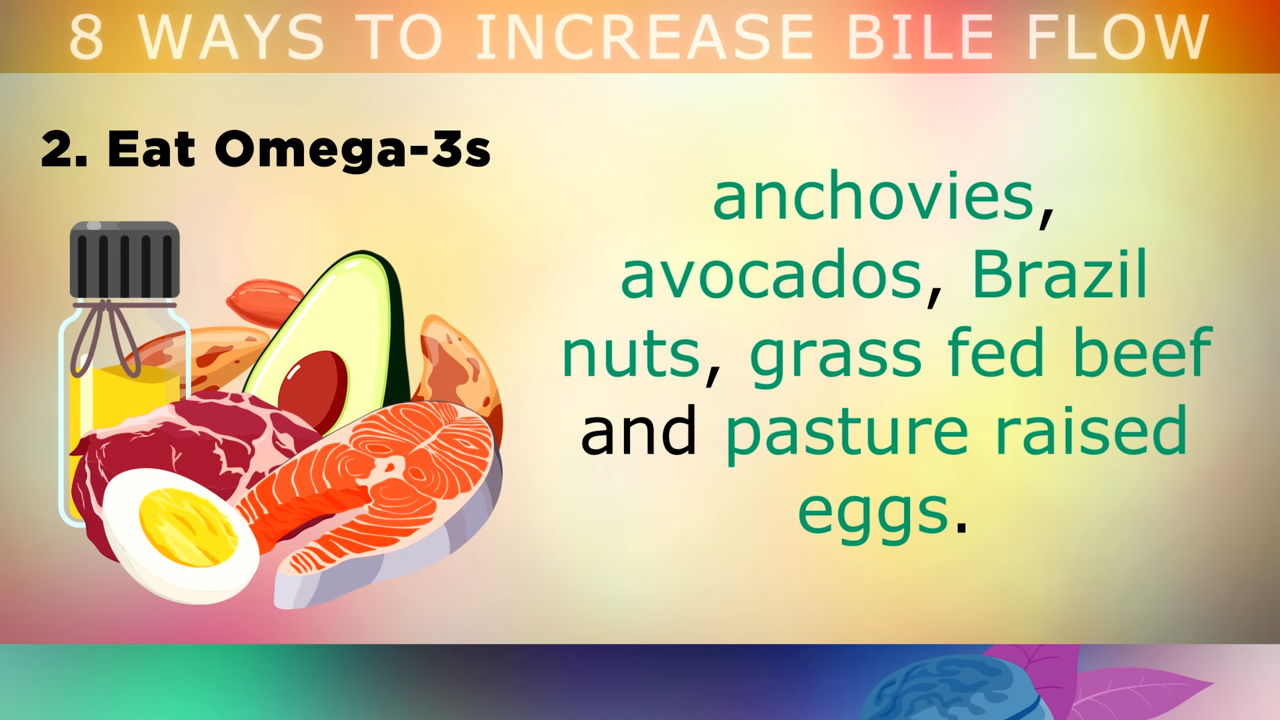 8 WAYS TO INCREASE BILE FLOW
2. Eat Omega-3s
anchovies,
avocados, Brazil
nuts, grass fed beef
and pasture raised
eggs.